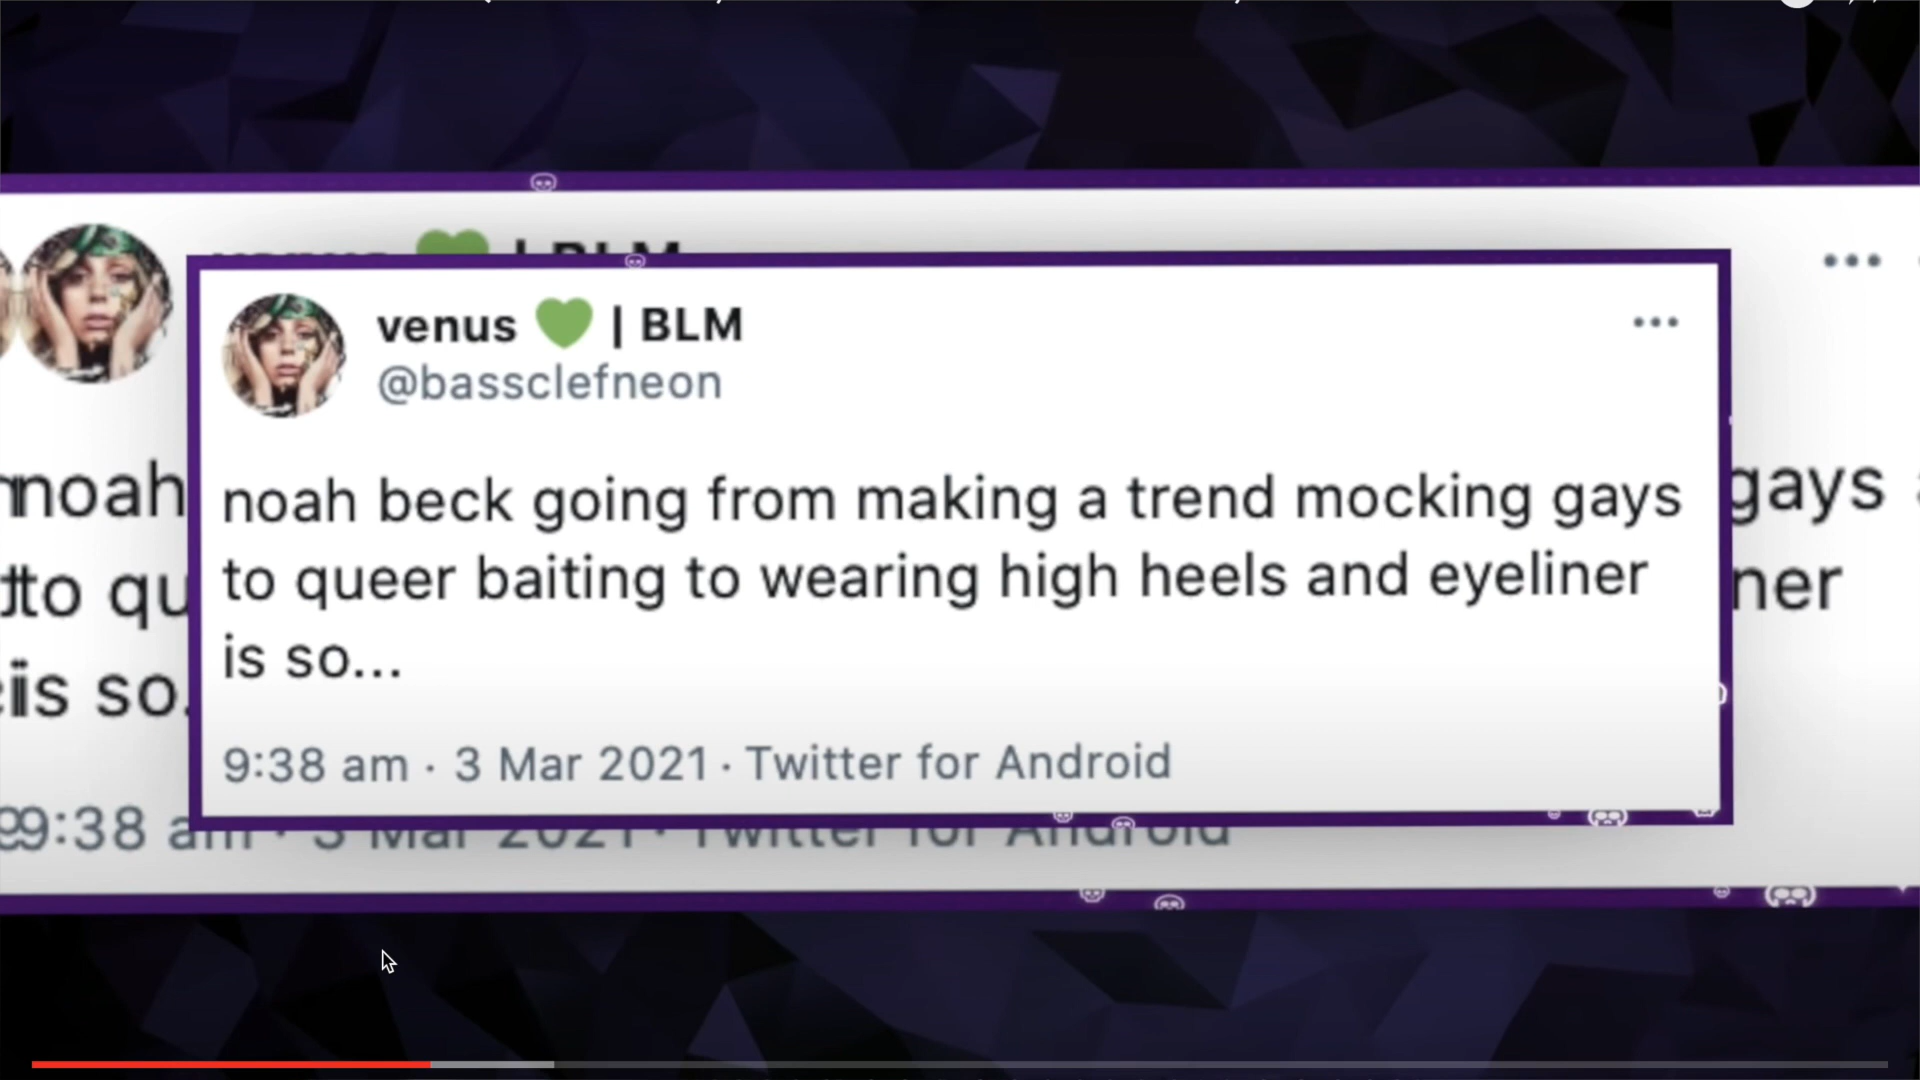 venus 💚 | BLM
@bassclefneon
noah beck going from making a trend mocking gays
to queer baiting to wearing high heels and eyeliner
is so...
9:38 am · 3 Mar 2021 · Twitter for Android